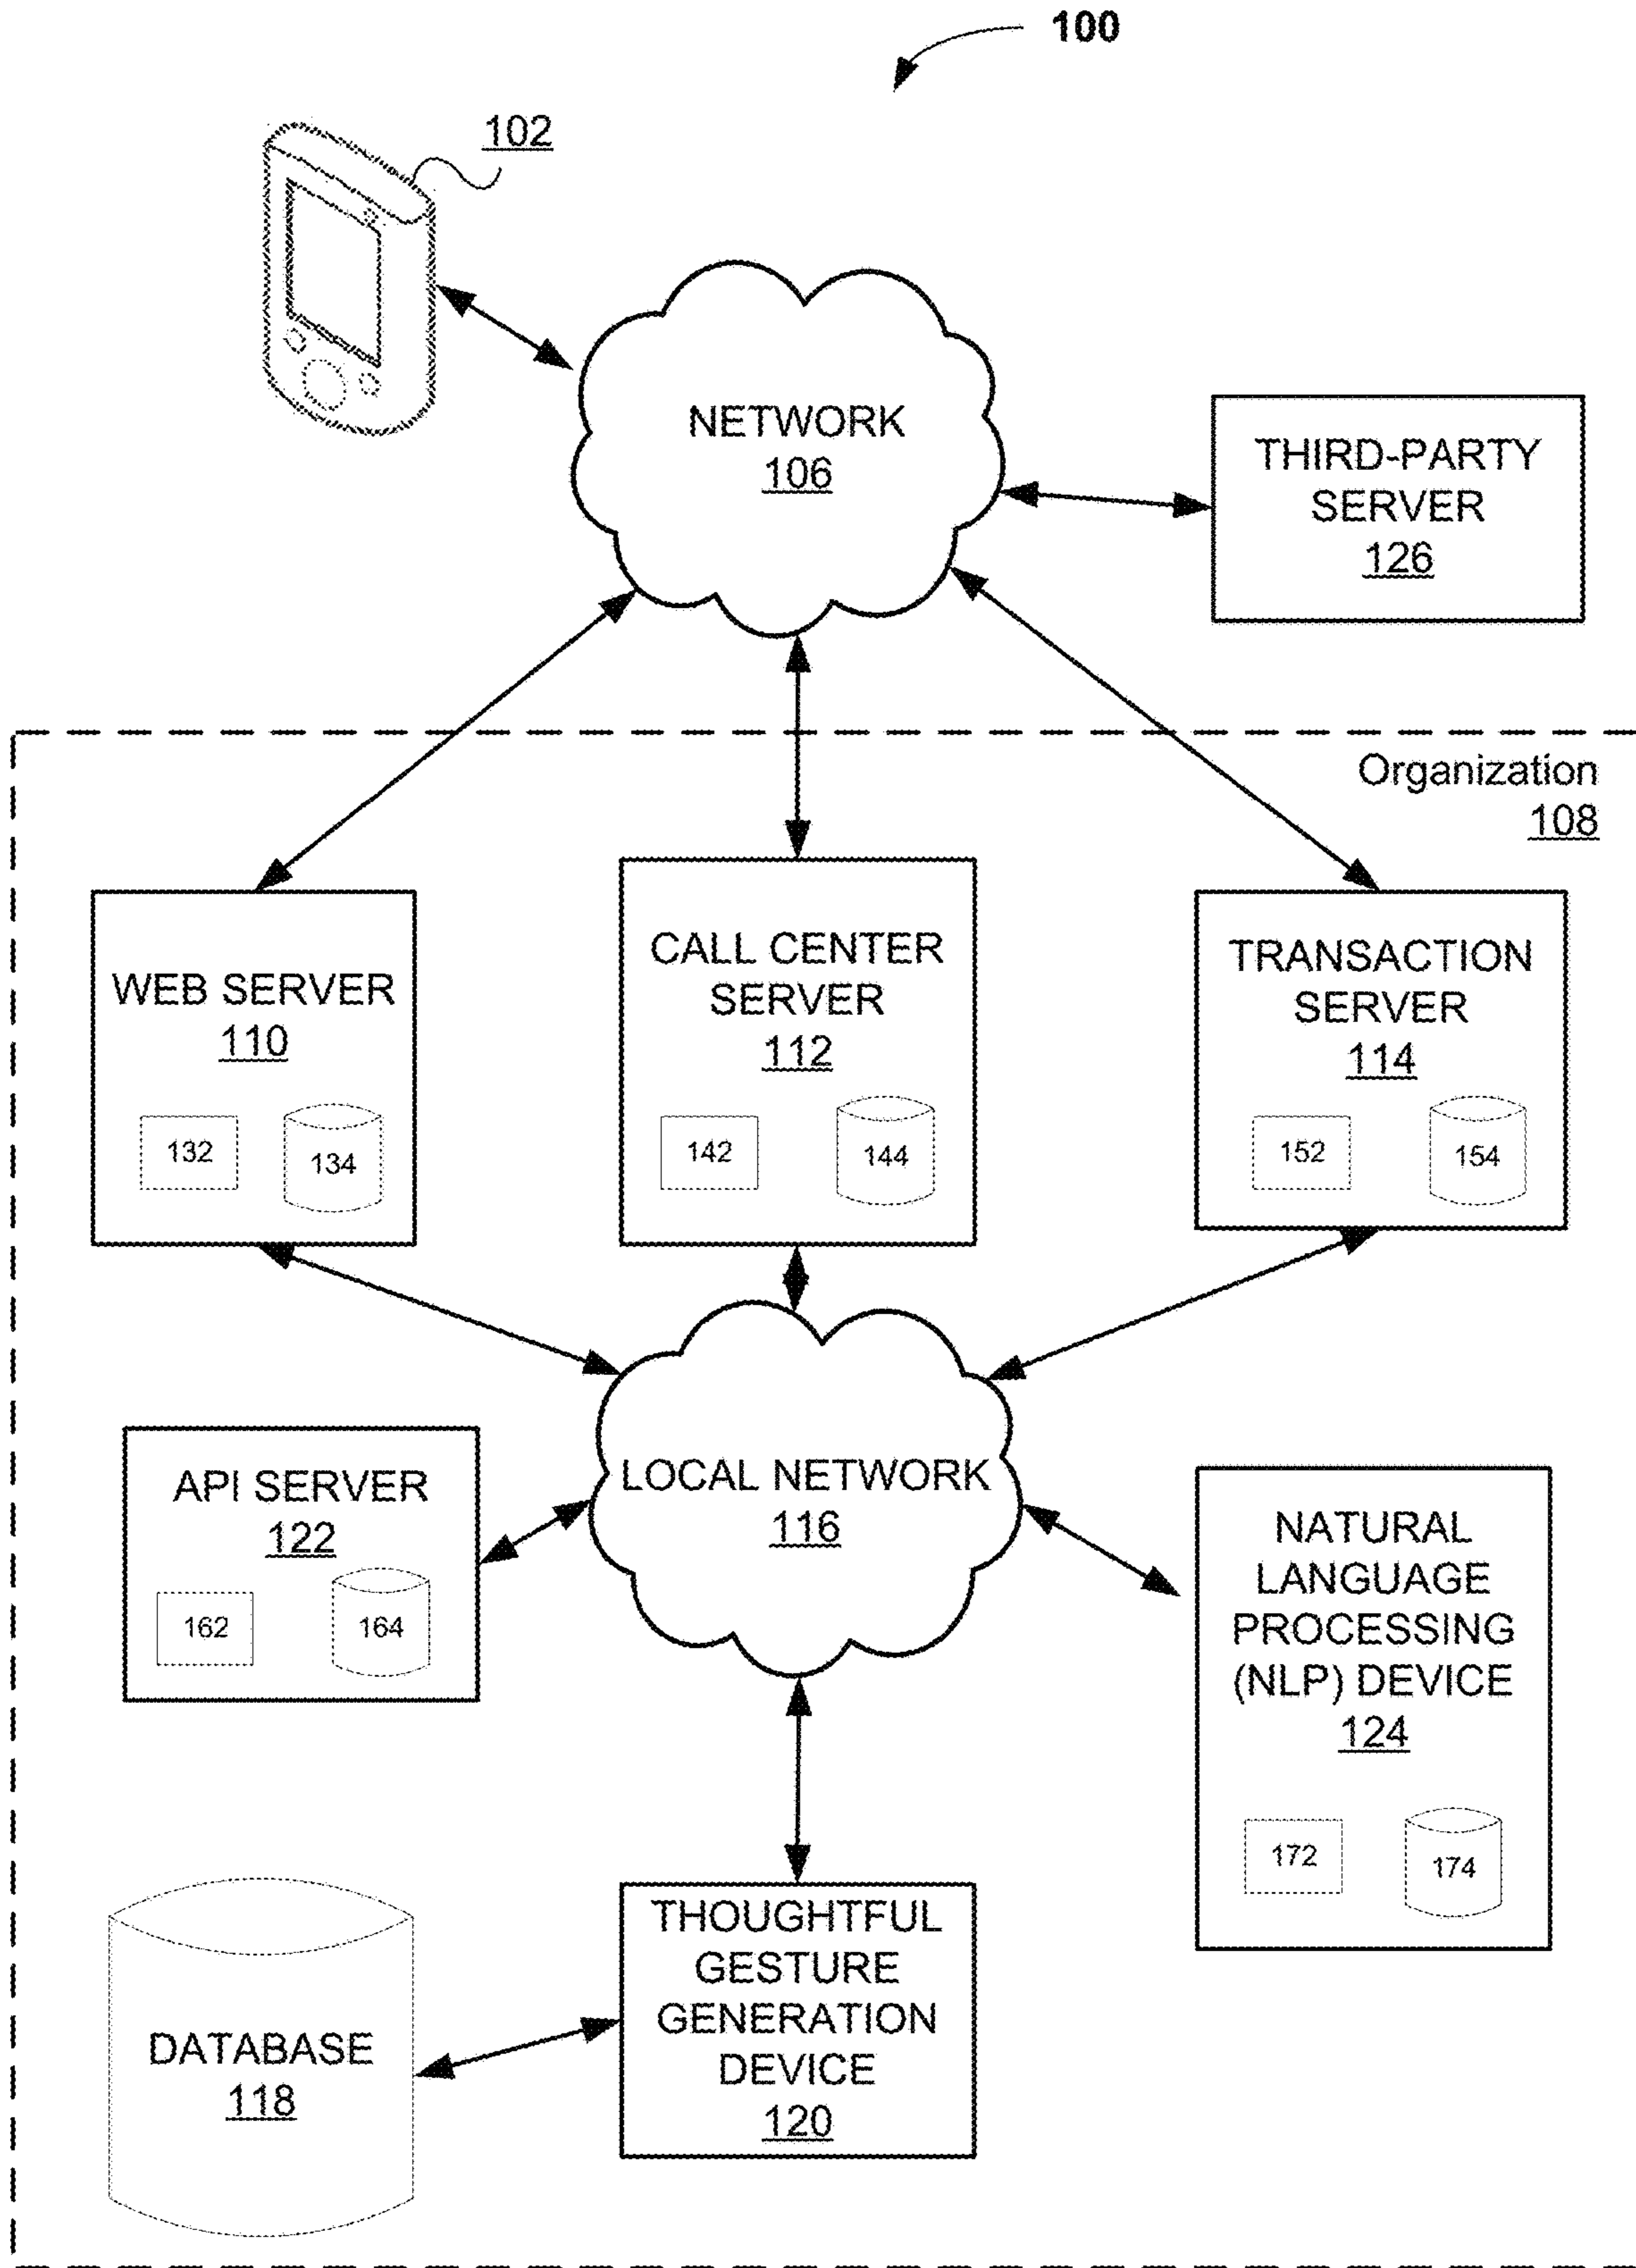 100
102
NETWORK
106
THIRD-PARTY
SERVER
126
Organization
108
WEB SERVER
110
132
134
CALL CENTER
SERVER
112
142
144
TRANSACTION
SERVER
114
152
154
LOCAL NETWORK
116
API SERVER
122
162
164
NATURAL
LANGUAGE
PROCESSING
(NLP) DEVICE
124
172
174
DATABASE
118
THOUGHTFUL
GESTURE
GENERATION
DEVICE
120